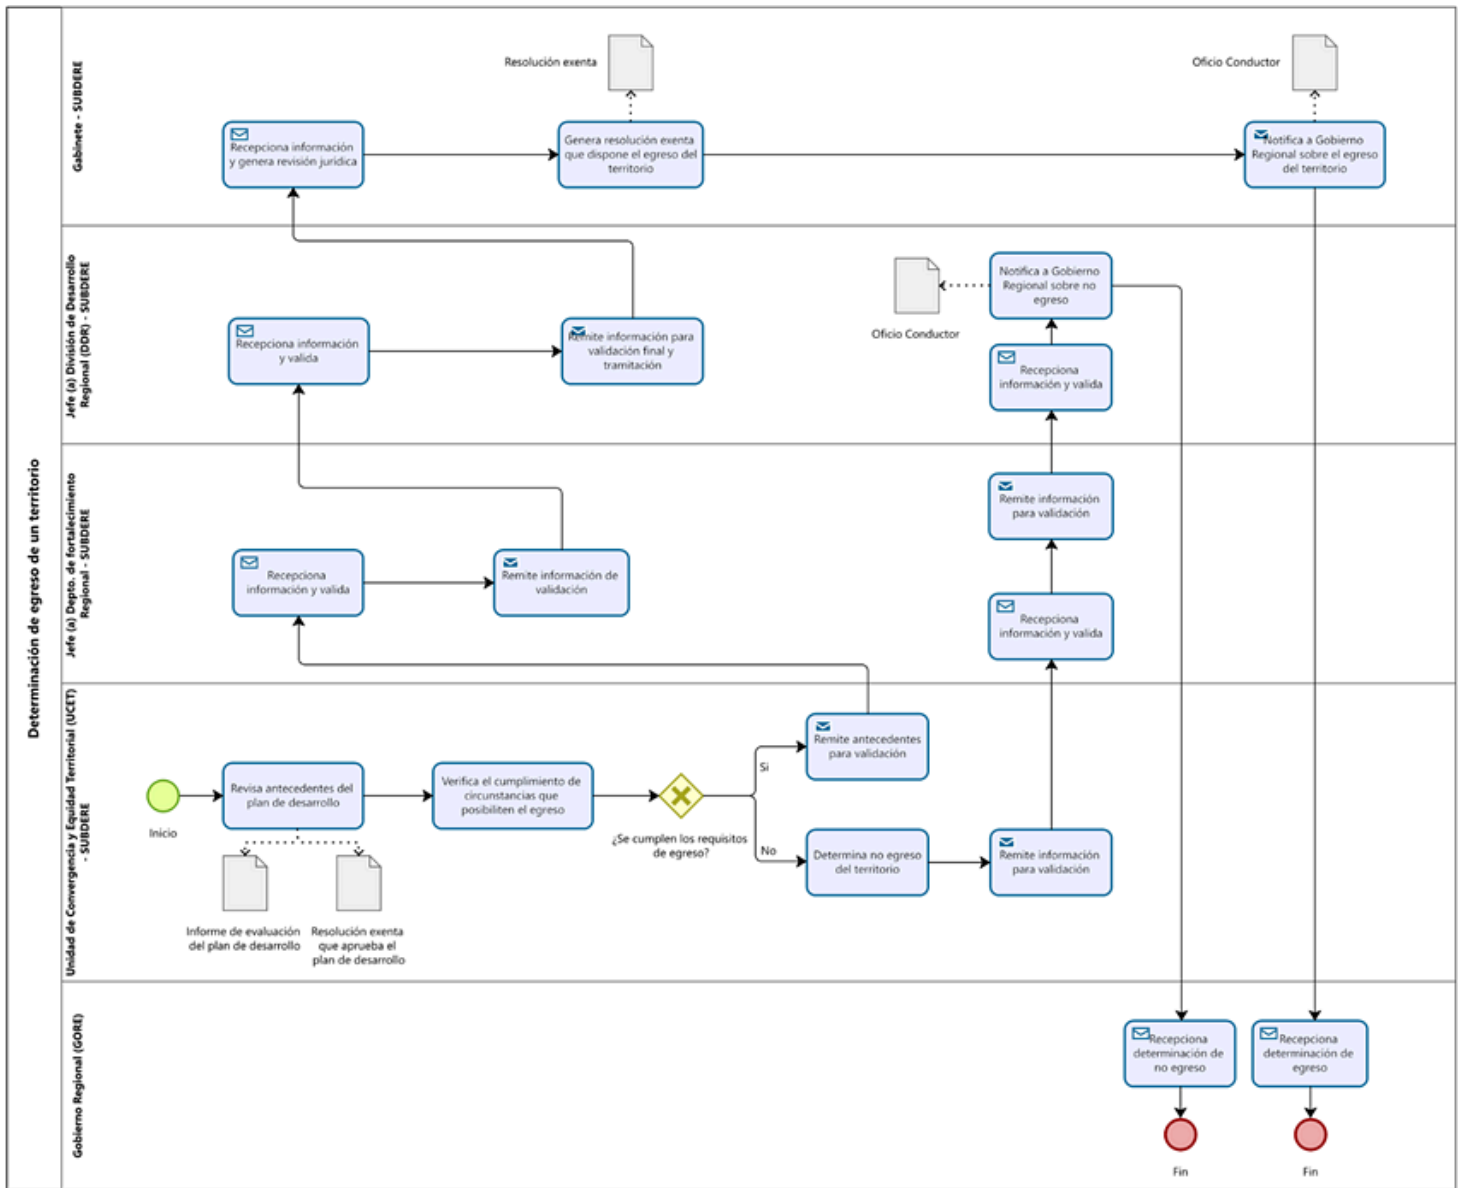 Determinación de egreso de un territorio
Gabinete - SUBDERE
Resolución exenta
Oficio Conductor
Recepciona información
y genera revisión jurídica
Genera resolución exenta
que dispone el egreso del
territorio
Notifica a Gobierno
Regional sobre el egreso
del territorio
Jefe (a) División de Desarrollo
Regional (DDR) - SUBDERE
Recepciona información
y valida
Remite información para
validación final y
tramitación
Notifica a Gobierno
Regional sobre no
egreso
Oficio Conductor
Recepciona
información y valida
Jefe (a) Depto. de fortalecimiento
Regional - SUBDERE
Recepciona
información y valida
Remite información de
validación
Remite información
para validación
Recepciona
información y valida
Unidad de Convergencia y Equidad Territorial (UCET)
- SUBDERE
Inicio
Revisa antecedentes del
plan de desarrollo
Informe de evaluación
del plan de desarrollo
Resolución exenta
que aprueba el
plan de desarrollo
Verifica el cumplimiento de
circunstancias que
posibiliten el egreso
¿Se cumplen los requisitos
de egreso?
Si
Remite antecedentes
para validación
No
Determina no egreso
del territorio
Remite información
para validación
Gobierno Regional (GORE)
Recepciona
determinación de
no egreso
Recepciona
determinación de
egreso
Fin
Fin